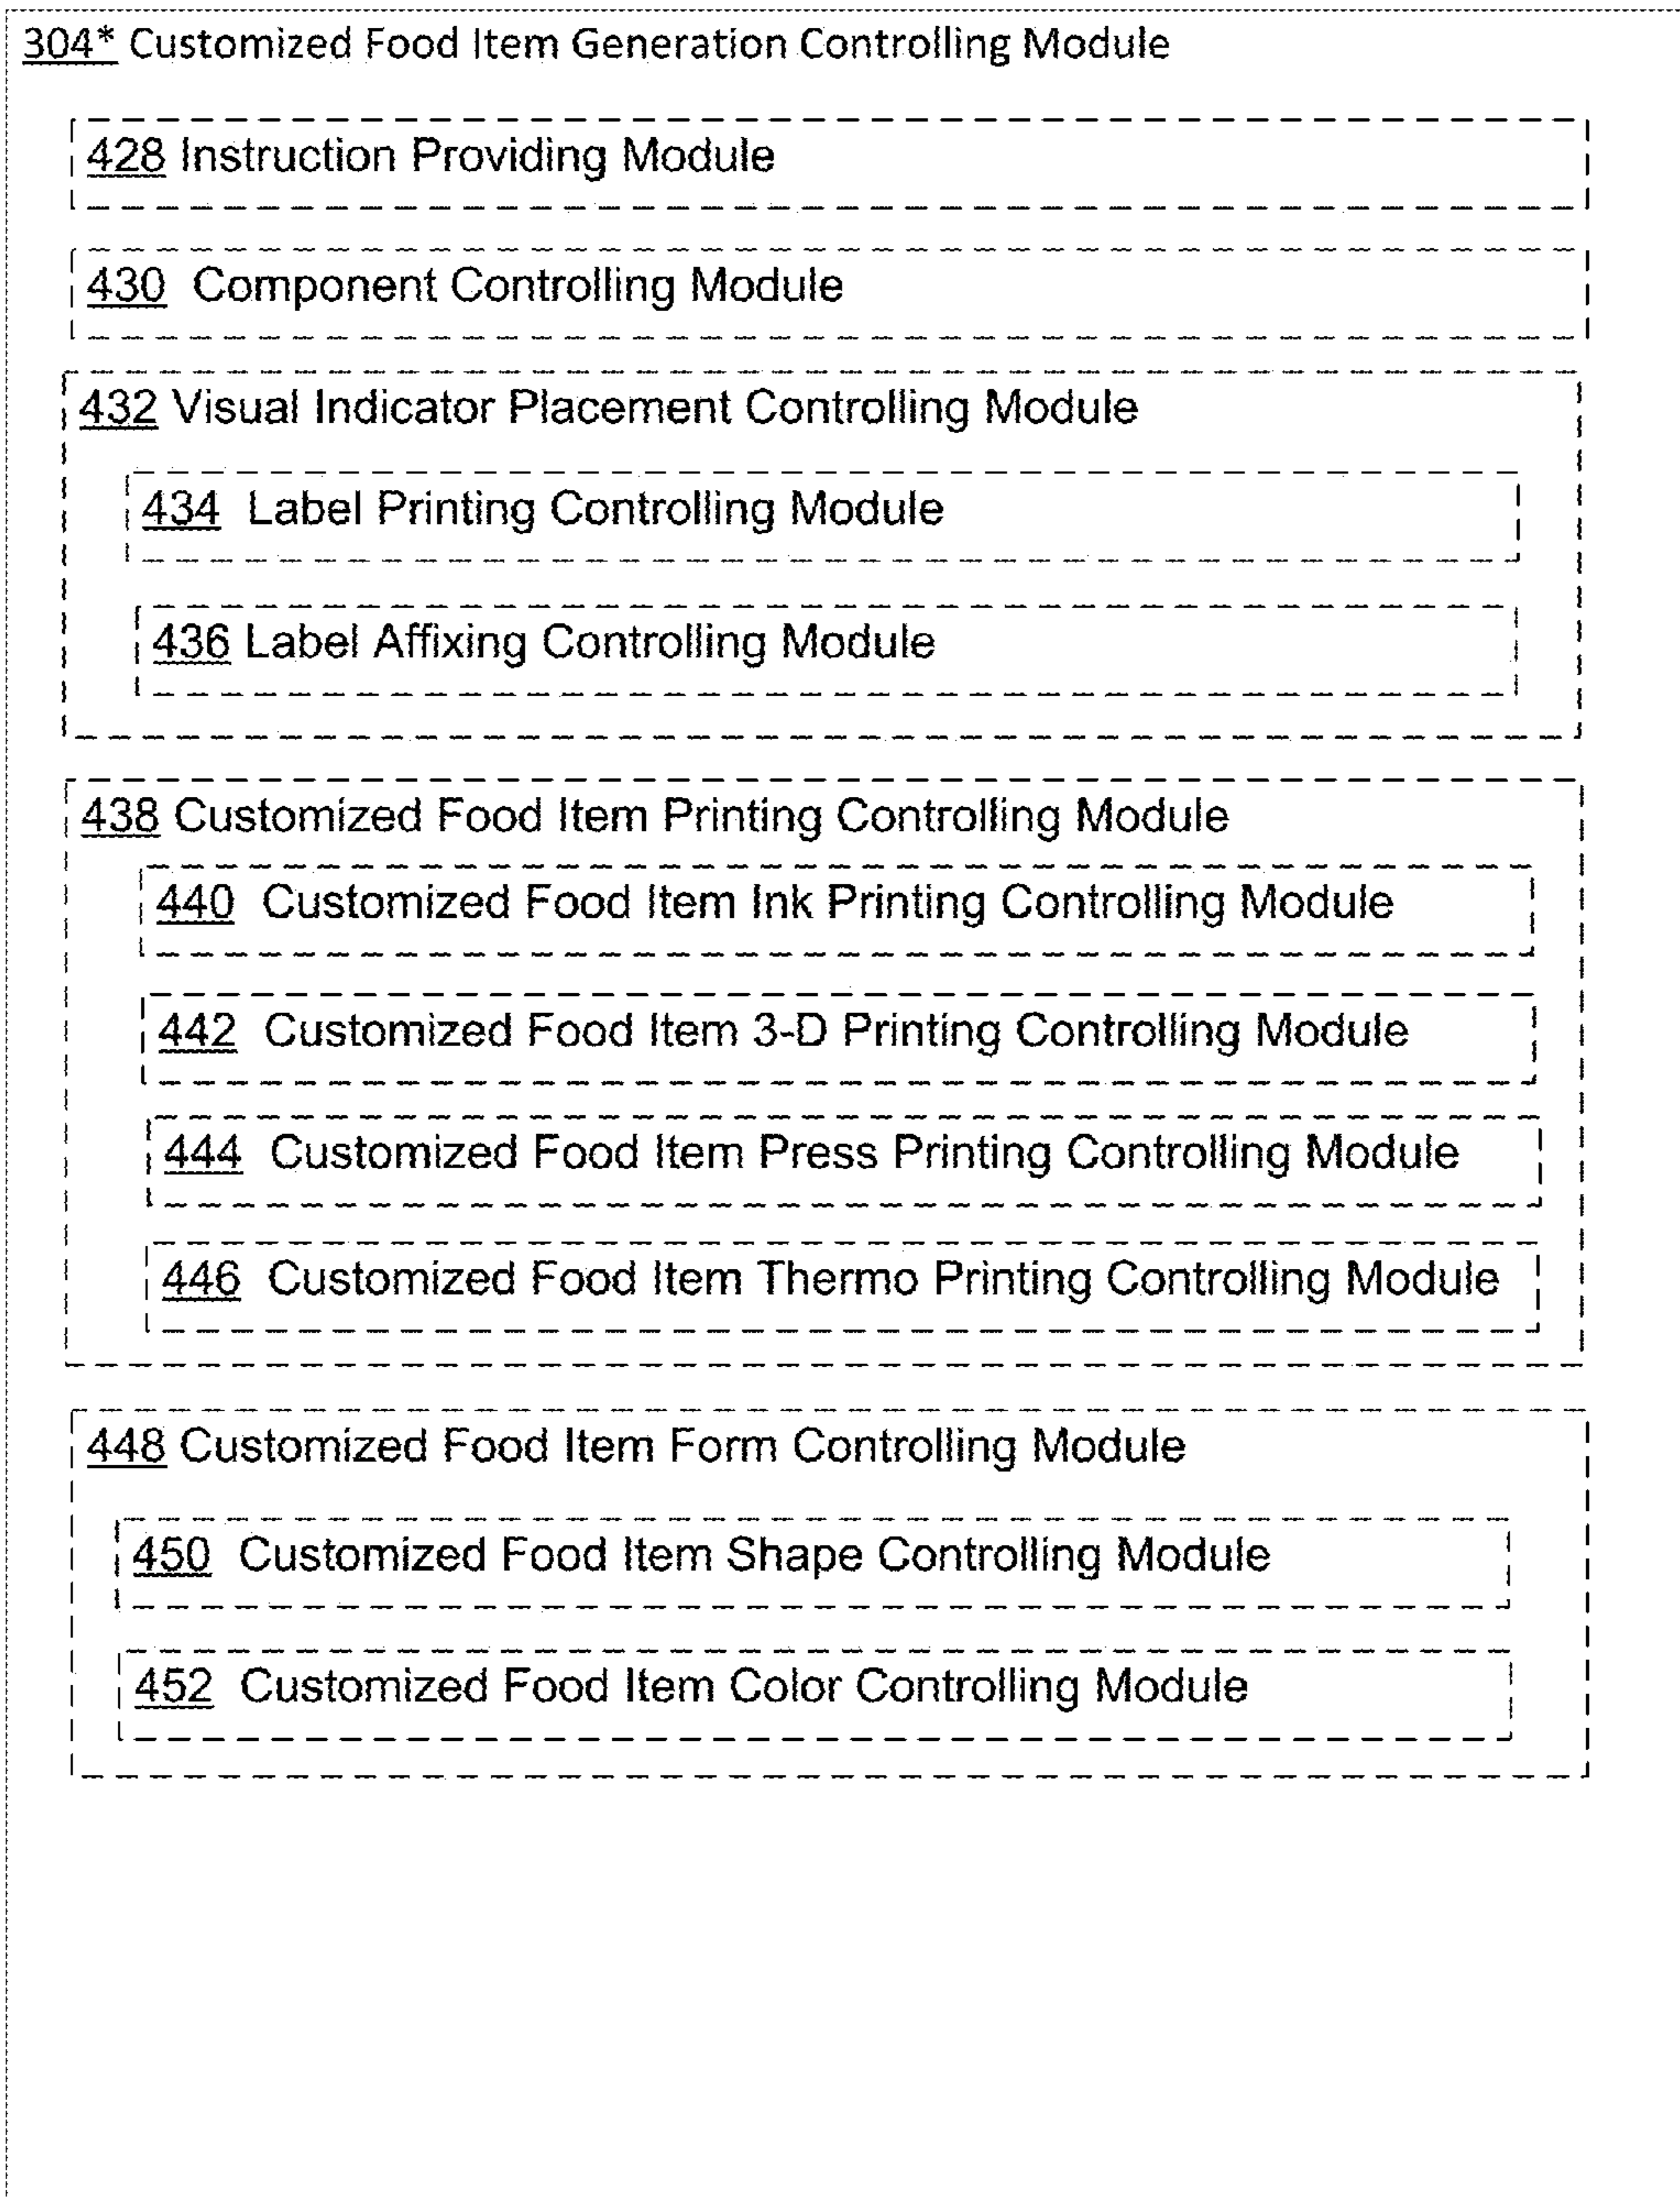 304* Customized Food Item Generation Controlling Module
428 Instruction Providing Module
430 Component Controlling Module
432 Visual Indicator Placement Controlling Module
434 Label Printing Controlling Module
436 Label Affixing Controlling Module
438 Customized Food Item Printing Controlling Module
440 Customized Food Item Ink Printing Controlling Module
442 Customized Food Item 3-D Printing Controlling Module
444 Customized Food Item Press Printing Controlling Module
446 Customized Food Item Thermo Printing Controlling Module
448 Customized Food Item Form Controlling Module
450 Customized Food Item Shape Controlling Module
452 Customized Food Item Color Controlling Module